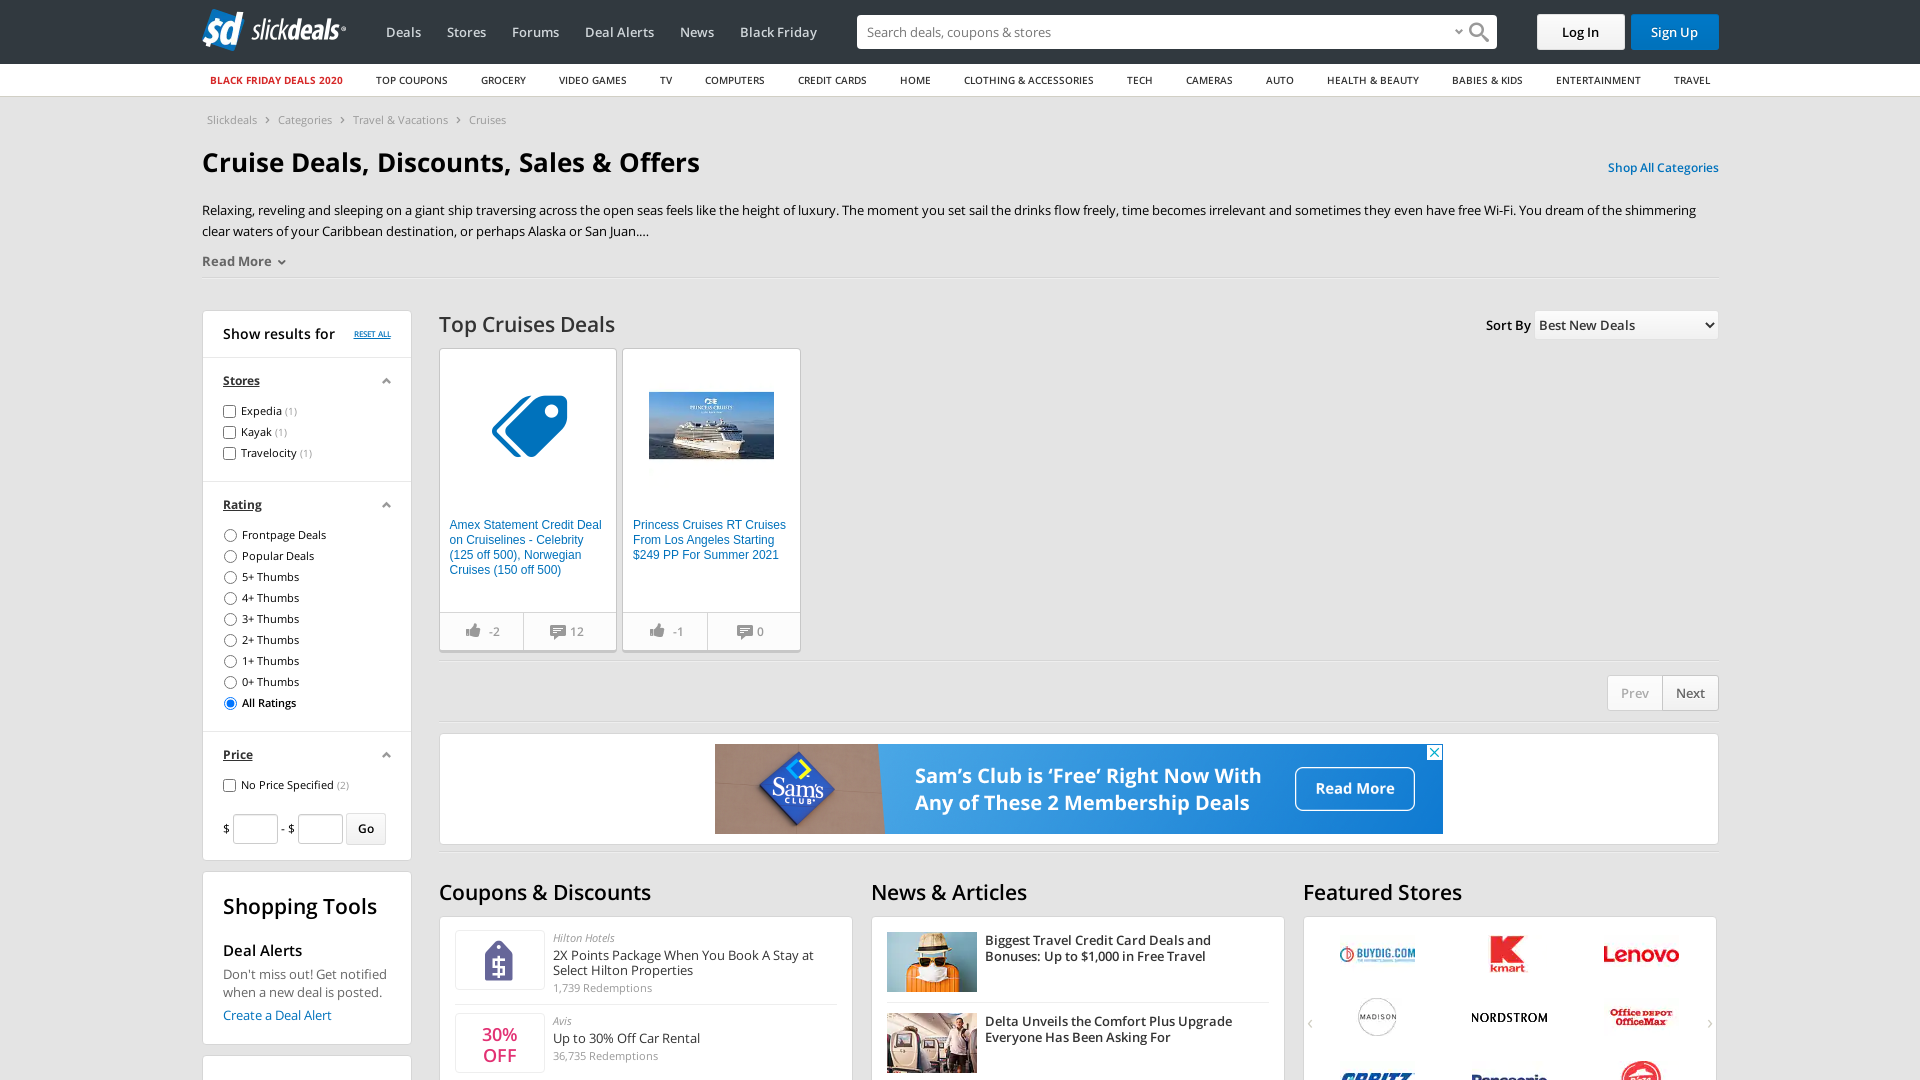 sd slickdeals
Deals
Stores
Forums
Deal Alerts
News
Black Friday
Search deals, coupons & stores
Log In
Sign Up
BLACK FRIDAY DEALS 2020
TOP COUPONS
GROCERY
VIDEO GAMES
TV
COMPUTERS
CREDIT CARDS
HOME
CLOTHING & ACCESSORIES
TECH
CAMERAS
AUTO
HEALTH & BEAUTY
BABIES & KIDS
ENTERTAINMENT
TRAVEL
Slickdeals > Categories > Travel & Vacations > Cruises
Cruise Deals, Discounts, Sales & Offers
Shop All Categories
Relaxing, reveling and sleeping on a giant ship traversing across the open seas feels like the height of luxury. The moment you set sail the drinks flow freely, time becomes irrelevant and sometimes they even have free Wi-Fi. You dream of the shimmering
clear waters of your Caribbean destination, or perhaps Alaska or San Juan....
Read More
Show results for
RESET ALL
Stores
Expedia (1)
Kayak (1)
Travelocity (1)
Rating
Frontpage Deals
Popular Deals
5+ Thumbs
4+ Thumbs
3+ Thumbs
2+ Thumbs
1+ Thumbs
0+ Thumbs
All Ratings
Price
No Price Specified (2)
$ - $ Go
Shopping Tools
Deal Alerts
Don't miss out! Get notified
when a new deal is posted.
Create a Deal Alert
Top Cruises Deals
Sort By Best New Deals
Amex Statement Credit Deal
on Cruiselines - Celebrity
(125 off 500), Norwegian
Cruises (150 off 500)
-2
12
PRINCESS CRUISES
Princess Cruises RT Cruises
From Los Angeles Starting
$249 PP For Summer 2021
-1
0
Prev
Next
Sam's
CLUB
Sam's Club is 'Free' Right Now With
Any of These 2 Membership Deals
Read More
Coupons & Discounts
Hilton Hotels
2X Points Package When You Book A Stay at
Select Hilton Properties
1,739 Redemptions
30%
OFF
Avis
Up to 30% Off Car Rental
36,735 Redemptions
News & Articles
Biggest Travel Credit Card Deals and
Bonuses: Up to $1,000 in Free Travel
Delta Unveils the Comfort Plus Upgrade
Everyone Has Been Asking For
Featured Stores
BUYDIG.COM
kmart
Lenovo
MADISON
NORDSTROM
Office DEPOT
OfficeMax
ORBITZ
Panasonic